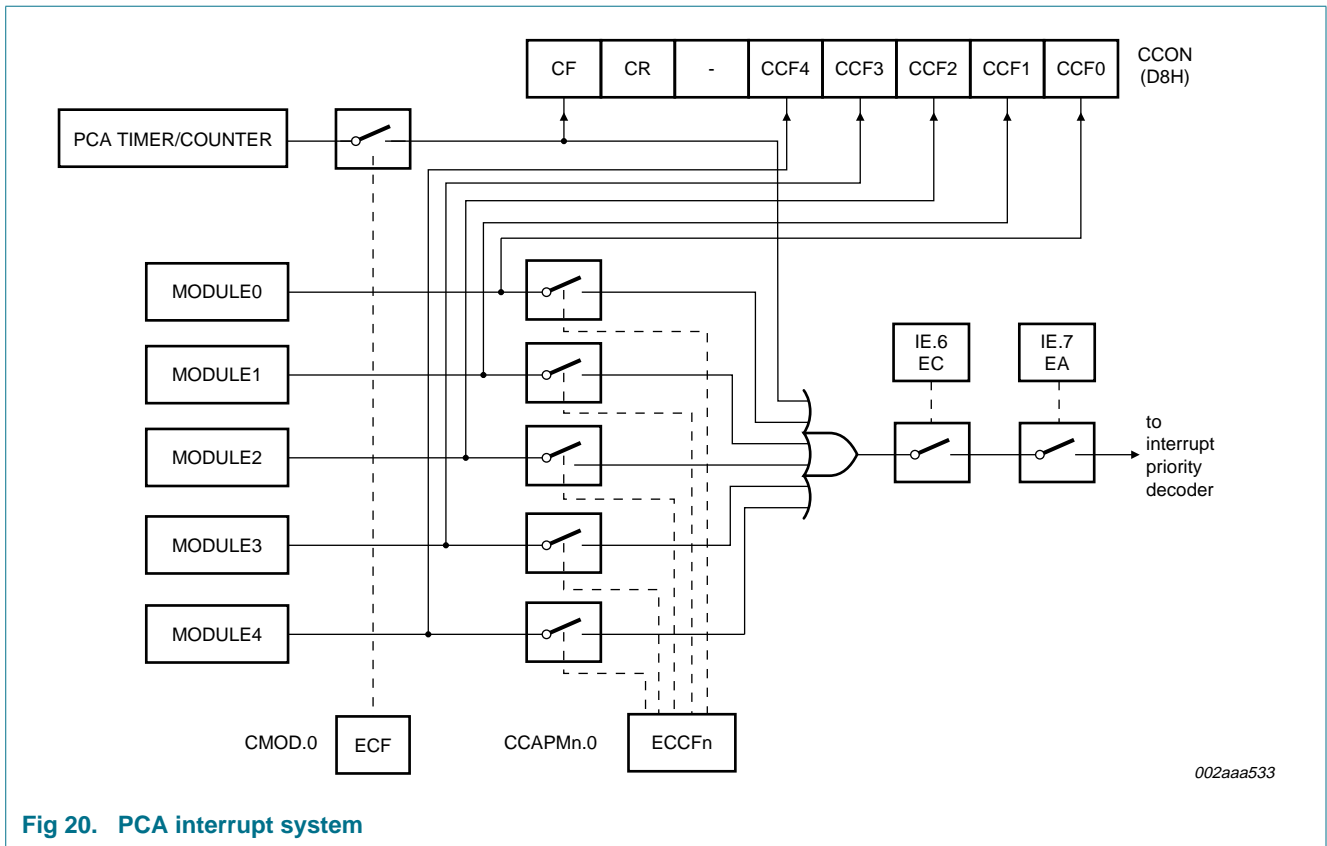 CF CR - CCF4 CCF3 CCF2 CCF1 CCF0
CCON
(D8H)
PCA TIMER/COUNTER
MODULE0
MODULE1
MODULE2
MODULE3
MODULE4
IE.6
EC
IE.7
EA
to
interrupt
priority
decoder
CMOD.0 ECF
CCAPMn.0 ECCFn
002aaa533
Fig 20. PCA interrupt system